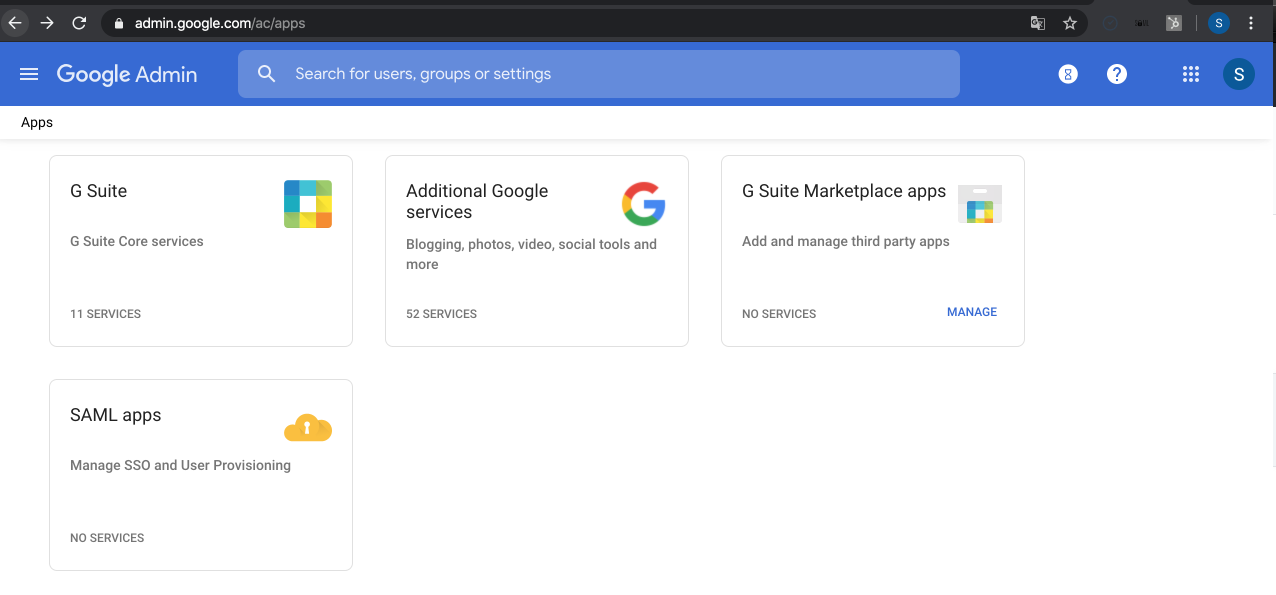 admin.google.com/ac/apps
S
Google Admin
Search for users, groups or settings
S
Apps
G Suite
G Suite Core services
11 SERVICES
Additional Google
services
Blogging, photos, video, social tools and
more
52 SERVICES
G Suite Marketplace apps
Add and manage third party apps
NO SERVICES
MANAGE
SAML apps
Manage SSO and User Provisioning
NO SERVICES